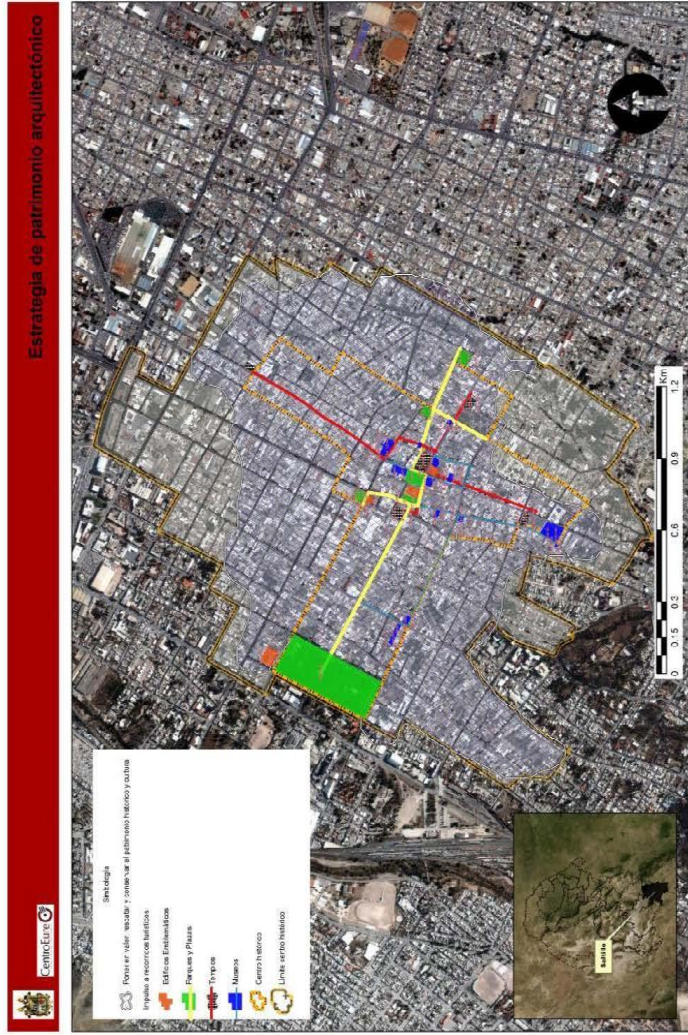 Estrategia de patrimonio arquitectónico
CentroEure
Simbología
Poner en valor, rescatar y conservar el patrimonio histórico y cultural
Impulso a recorridos turísticos
Edificios Emblemáticos
Parques y Plazas
Templos
Museos
Centro histórico
Límite centro histórico
Saltillo
0 0.15 0.3 0.6 0.9 1.2
Km